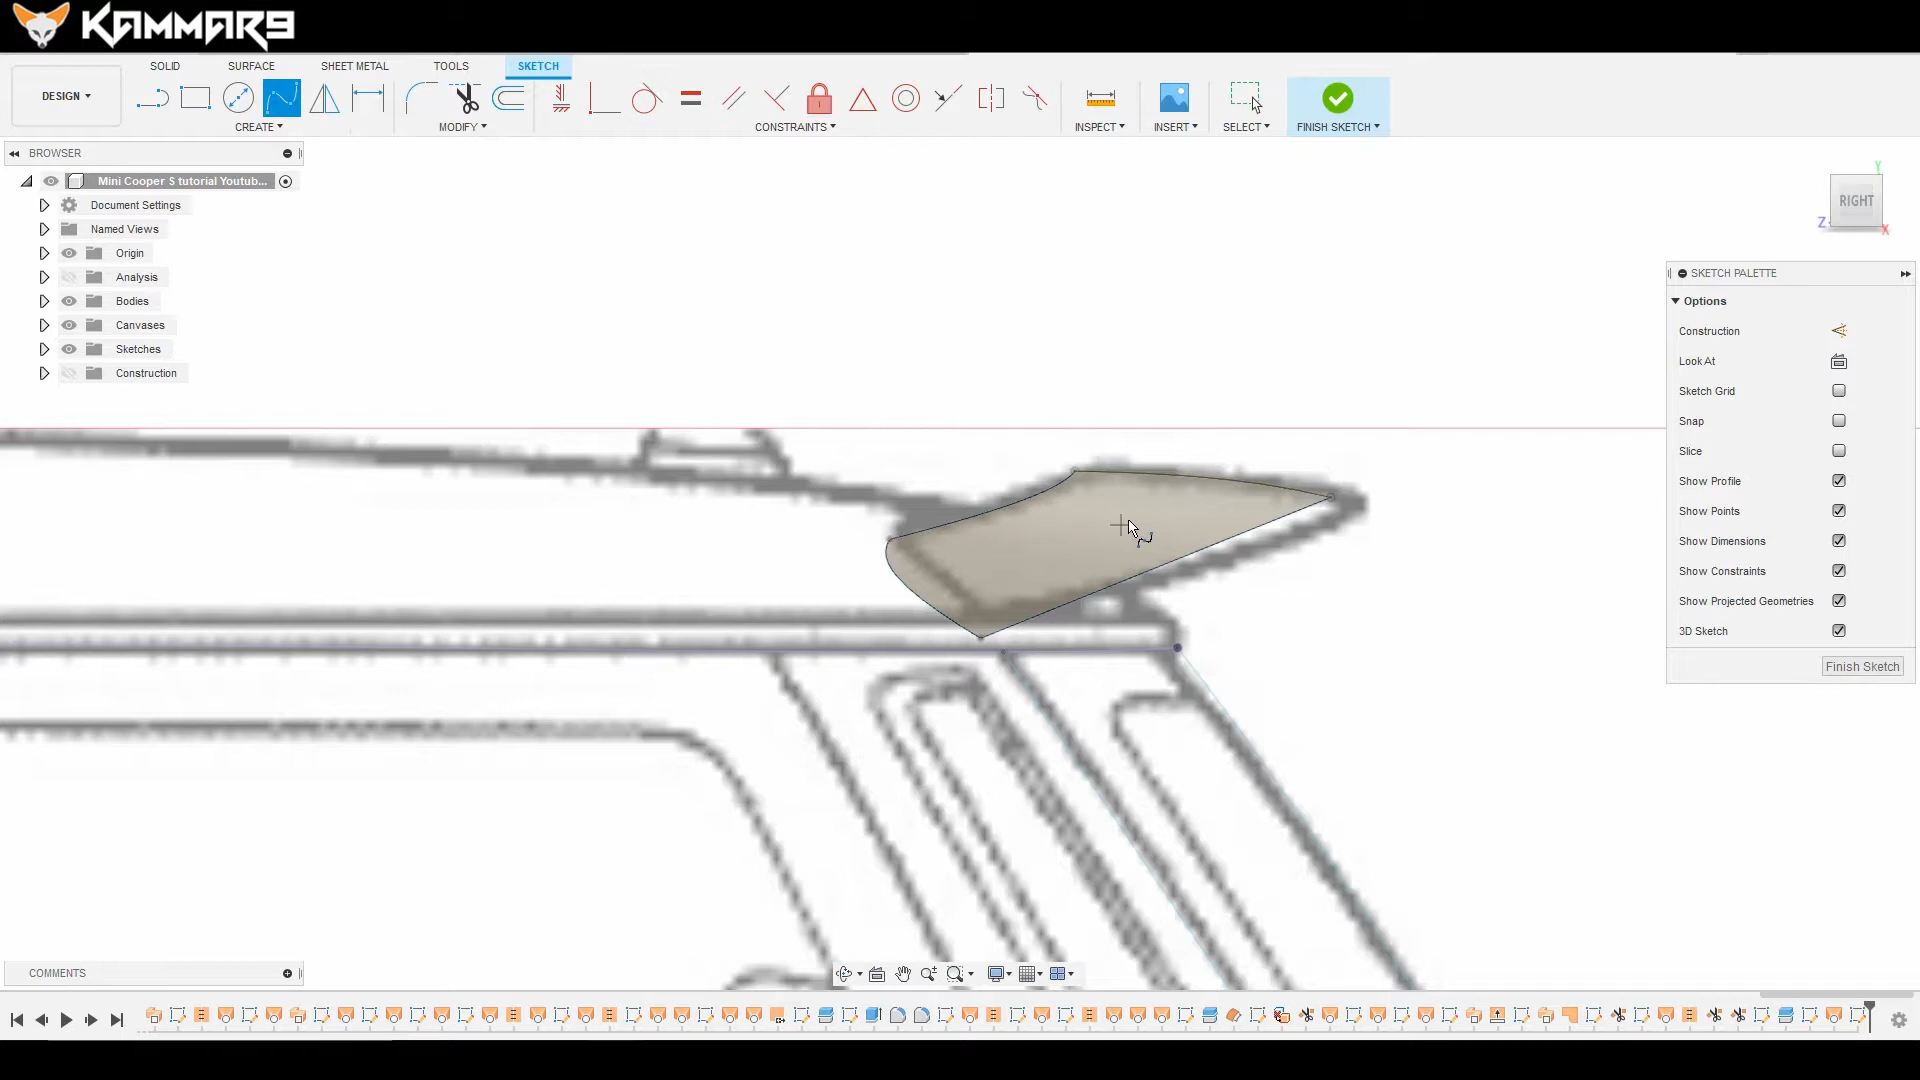 KAMMAR9
SOLID SURFACE SHEET METAL TOOLS SKETCH
DESIGN
CREATE MODIFY CONSTRAINTS INSPECT INSERT SELECT FINISH SKETCH
BROWSER
Mini Cooper S tutorial Youtub...
Document Settings
Named Views
Origin
Analysis
Bodies
Canvases
Sketches
Construction
Y
RIGHT
Z
X
SKETCH PALETTE
Options
Construction
Look At
Sketch Grid
Snap
Slice
Show Profile
Show Points
Show Dimensions
Show Constraints
Show Projected Geometries
3D Sketch
Finish Sketch
COMMENTS